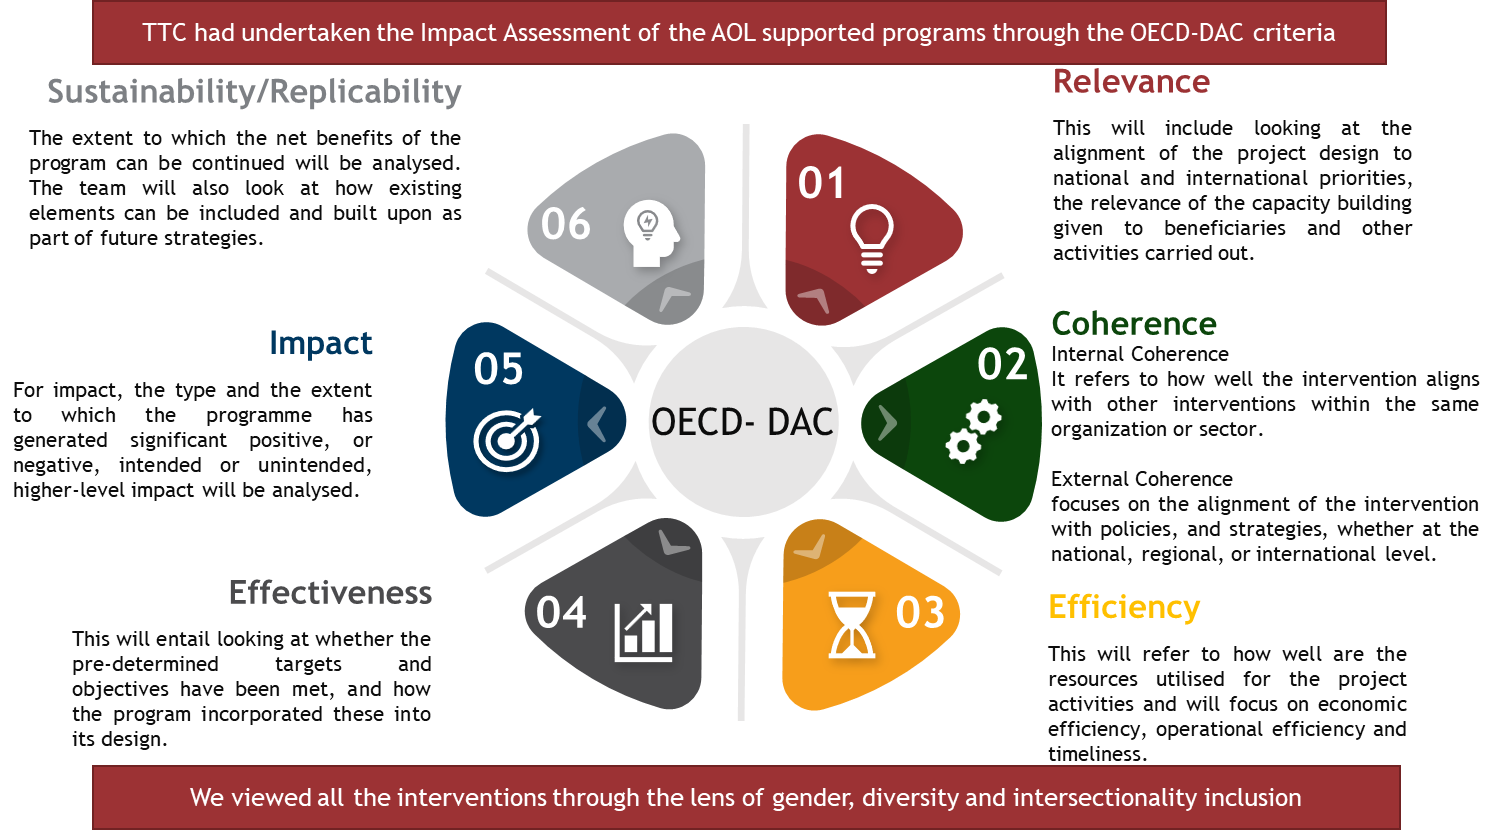 TTC had undertaken the Impact Assessment of the AOL supported programs through the OECD-DAC criteria
Relevance
This will include looking at the
alignment of the project design to
national and international priorities,
the relevance of the capacity building
given to beneficiaries and other
activities carried out.
01
Coherence
Internal Coherence
It refers to how well the intervention aligns
with other interventions within the same
organization or sector.
External Coherence
focuses on the alignment of the intervention
with policies, and strategies, whether at the
national, regional, or international level.
02
Efficiency
This will refer to how well are the
resources utilised for the project
activities and will focus on economic
efficiency, operational efficiency and
timeliness.
03
Effectiveness
This will entail looking at whether the
pre-determined targets and
objectives have been met, and how
the program incorporated these into
its design.
04
Impact
For impact, the type and the extent
to which the programme has
generated significant positive, or
negative, intended or unintended,
higher-level impact will be analysed.
05
Sustainability/Replicability
The extent to which the net benefits of the
program can be continued will be analysed.
The team will also look at how existing
elements can be included and built upon as
part of future strategies.
06
OECD- DAC
We viewed all the interventions through the lens of gender, diversity and intersectionality inclusion